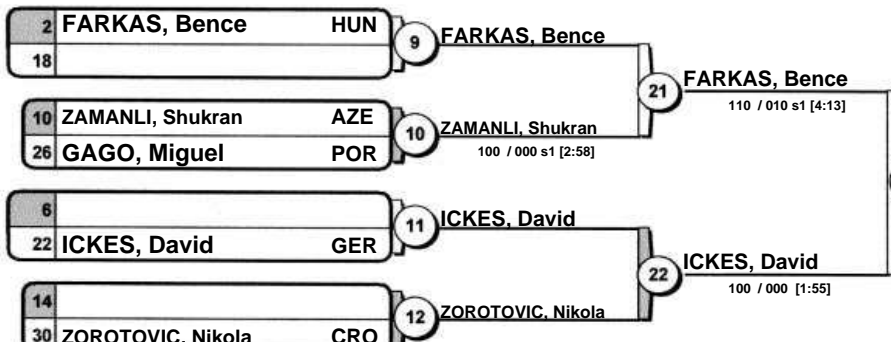 2 FARKAS, Bence HUN
18
9
FARKAS, Bence
10 ZAMANLI, Shukran AZE
26 GAGO, Miguel POR
10
ZAMANLI, Shukran
100 / 000 s1 [2:58]
21
FARKAS, Bence
110 / 010 s1 [4:13]
6
22 ICKES, David GER
11
ICKES, David
14
30 ZOROTOVIC, Nikola CRO
12
ZOROTOVIC, Nikola
22
ICKES, David
100 / 000 [1:55]